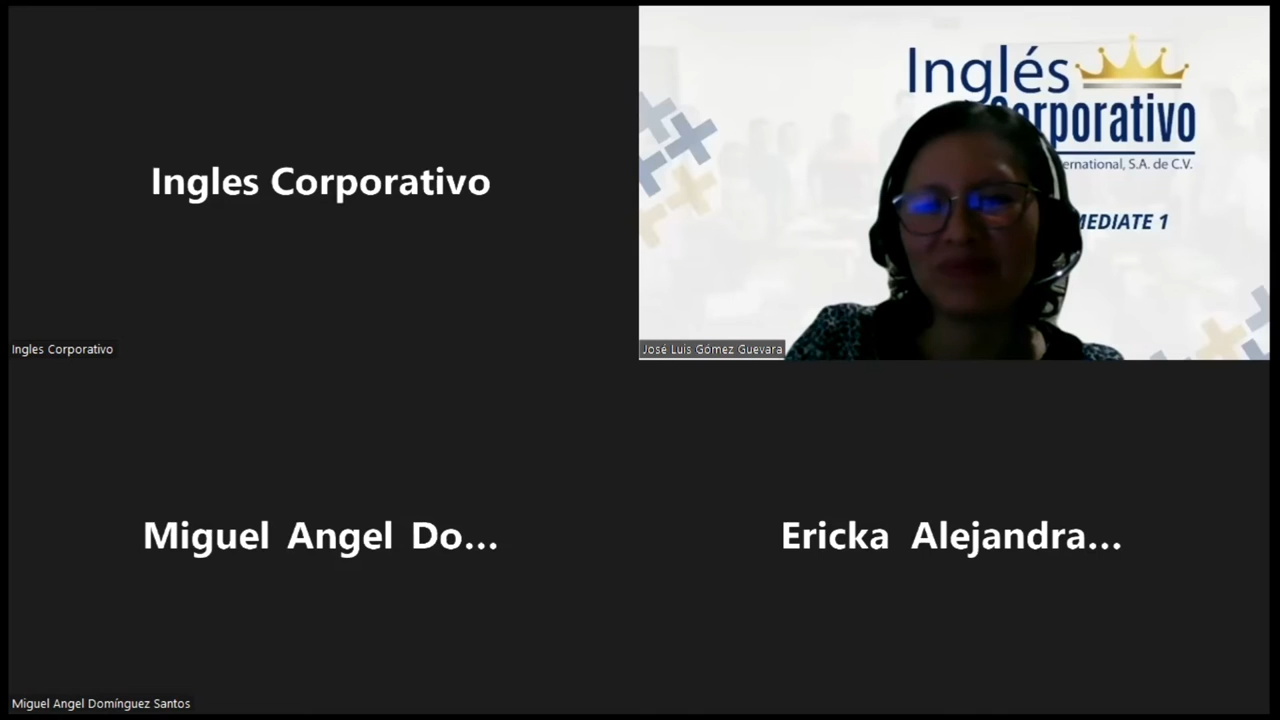 Ingles Corporativo
Ingles Corporativo
Inglés
Corporativo
ernational, S.A. de C.V.
MEDIATE 1
José Luis Gómez Guevara
Miguel Angel Do...
Ericka Alejandra...
Miguel Angel Domínguez Santos